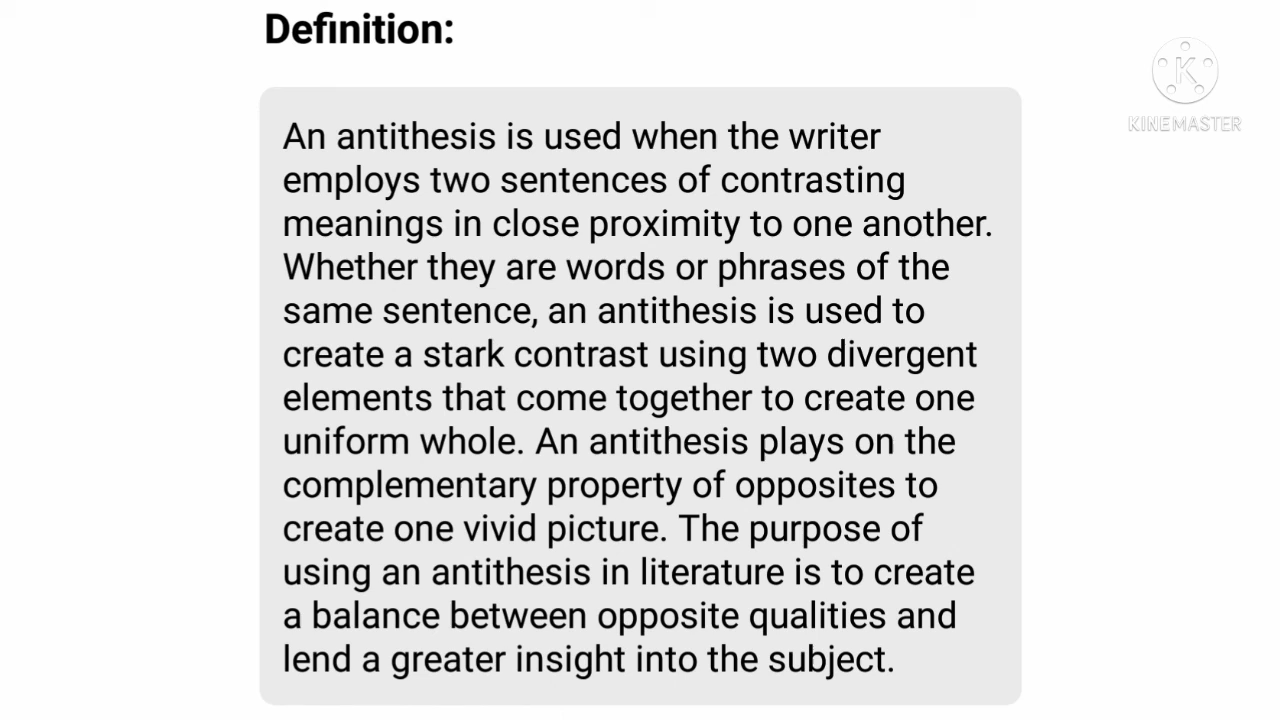 Definition:
An antithesis is used when the writer
employs two sentences of contrasting
meanings in close proximity to one another.
Whether they are words or phrases of the
same sentence, an antithesis is used to
create a stark contrast using two divergent
elements that come together to create one
uniform whole. An antithesis plays on the
complementary property of opposites to
create one vivid picture. The purpose of
using an antithesis in literature is to create
a balance between opposite qualities and
lend a greater insight into the subject.
K
KINEMASTER